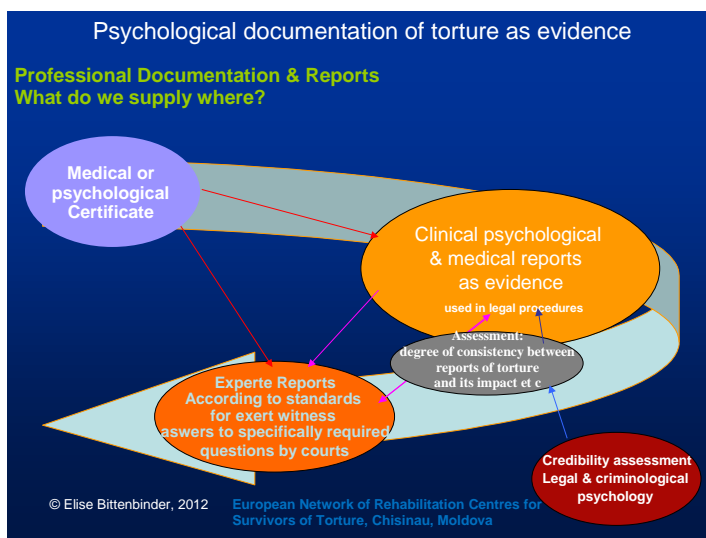 Psychological documentation of torture as evidence
Professional Documentation & Reports
What do we supply where?
Medical or
psychological
Certificate
Clinical psychological
& medical reports
as evidence
used in legal procedures
Assessment:
degree of consistency between
reports of torture
and its impact et c
Experte Reports
According to standards
for exert witness
aswers to specifically required
questions by courts
Credibility assessment
Legal & criminological
psychology
© Elise Bittenbinder, 2012
European Network of Rehabilitation Centres for
Survivors of Torture, Chisinau, Moldova